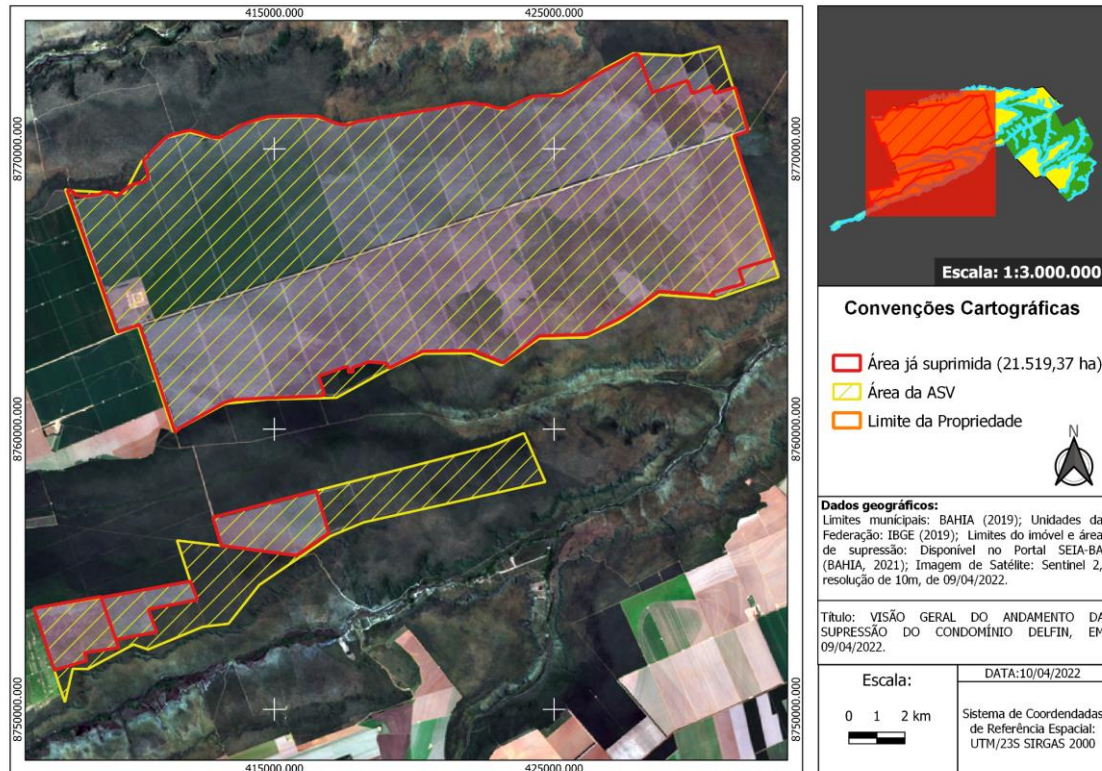 415000.000 425000.000
8770000.000 8770000.000
8760000.000 8760000.000
8750000.000 8750000.000
415000.000 425000.000
Escala: 1:3.000.000
Convenções Cartográficas
Área já suprimida (21.519,37 ha)
Área da ASV
Limite da Propriedade
N
Dados geográficos:
Limites municipais: BAHIA (2019); Unidades da
Federação: IBGE (2019); Limites do imóvel e área
de supressão: Disponível no Portal SEIA-BA
(BAHIA, 2021); Imagem de Satélite: Sentinel 2,
resolução de 10m, de 09/04/2022.
Título: VISÃO GERAL DO ANDAMENTO DA
SUPRESSÃO DO CONDOMÍNIO DELFIN, EM
09/04/2022.
Escala:
0 1 2 km
DATA:10/04/2022
Sistema de Coordendadas
de Referência Espacial:
UTM/23S SIRGAS 2000